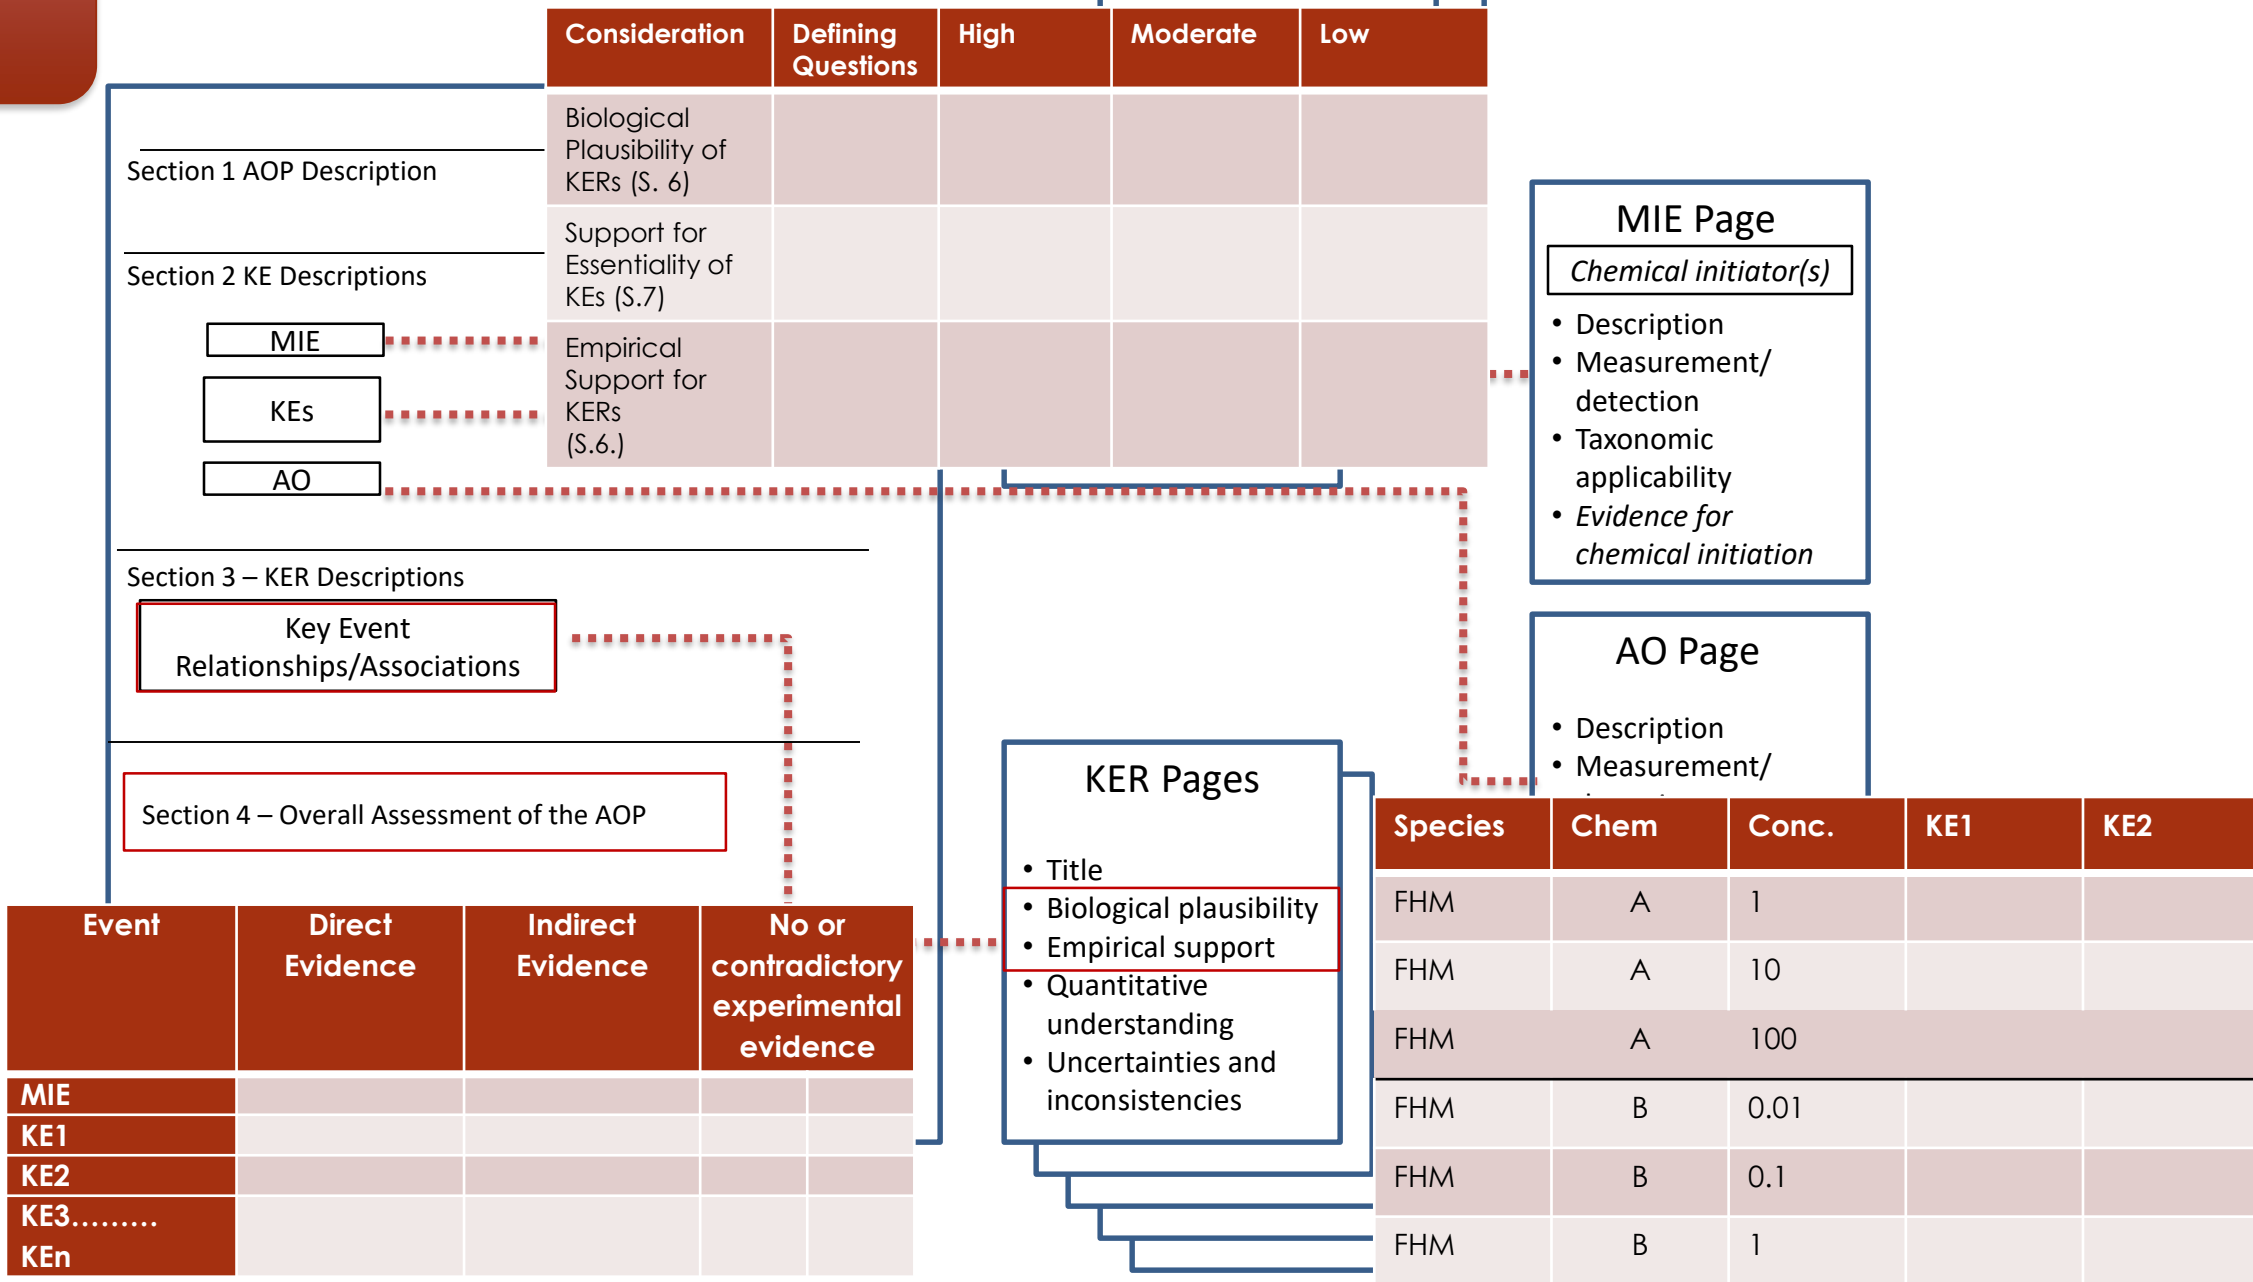 Consideration Defining Questions High Moderate Low
Biological
Plausibility of
KERs (S. 6)
Support for
Essentiality of
KEs (S.7)
Empirical
Support for
KERs
(S.6.)
Section 1 AOP Description
Section 2 KE Descriptions
MIE
KEs
AO
Section 3 – KER Descriptions
Key Event
Relationships/Associations
Section 4 – Overall Assessment of the AOP
MIE Page
Chemical initiator(s)
• Description
• Measurement/
detection
• Taxonomic
applicability
• Evidence for
chemical initiation
AO Page
• Description
• Measurement/
KER Pages
• Title
• Biological plausibility
• Empirical support
• Quantitative
understanding
• Uncertainties and
inconsistencies
Event Direct Evidence Indirect Evidence No or contradictory experimental evidence
MIE
KE1
KE2
KE3.........
KEn
Species Chem Conc. KE1 KE2
FHM A 1
FHM A 10
FHM A 100
FHM B 0.01
FHM B 0.1
FHM B 1